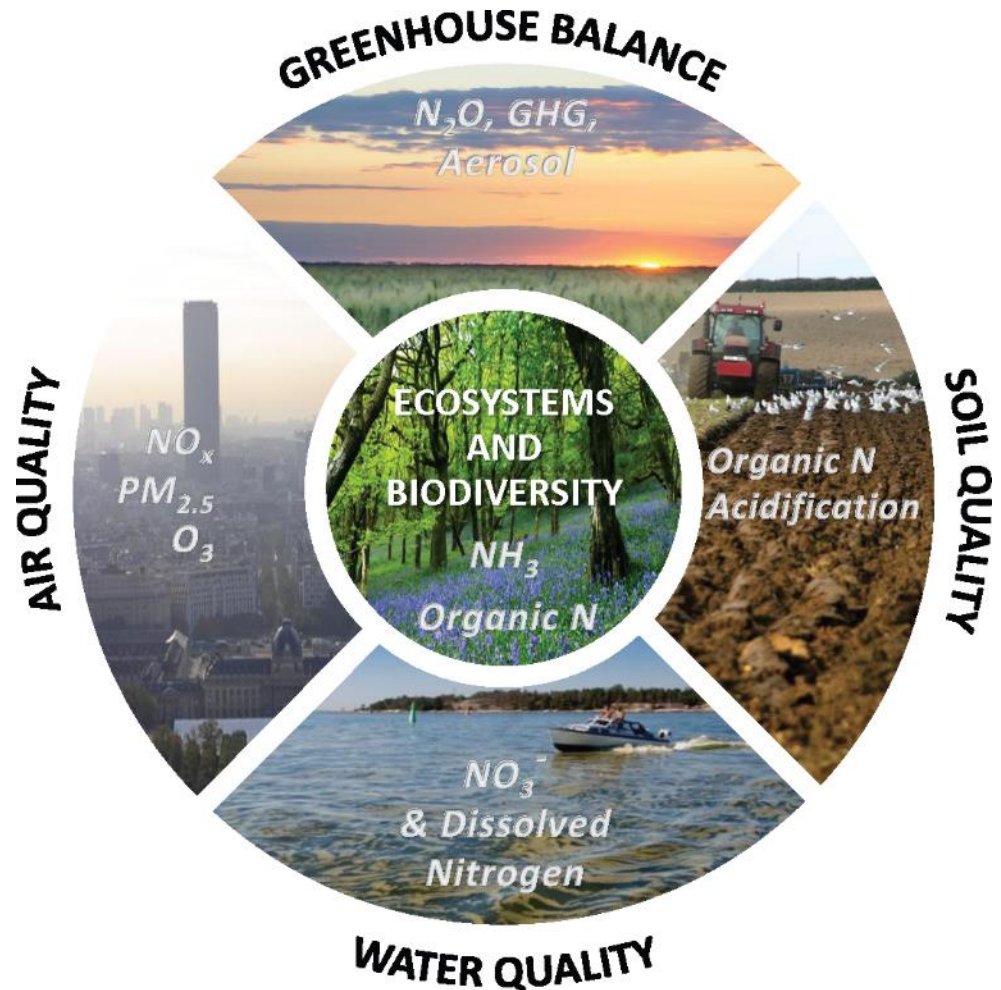 GREENHOUSE BALANCE
N₂O, GHG,
Aerosol
AIR QUALITY
NOₓ
PM₂.₅
O₃
ECOSYSTEMS
AND
BIODIVERSITY
NH₃
Organic N
SOIL QUALITY
Organic N
Acidification
NO₃⁻
& Dissolved
Nitrogen
WATER QUALITY